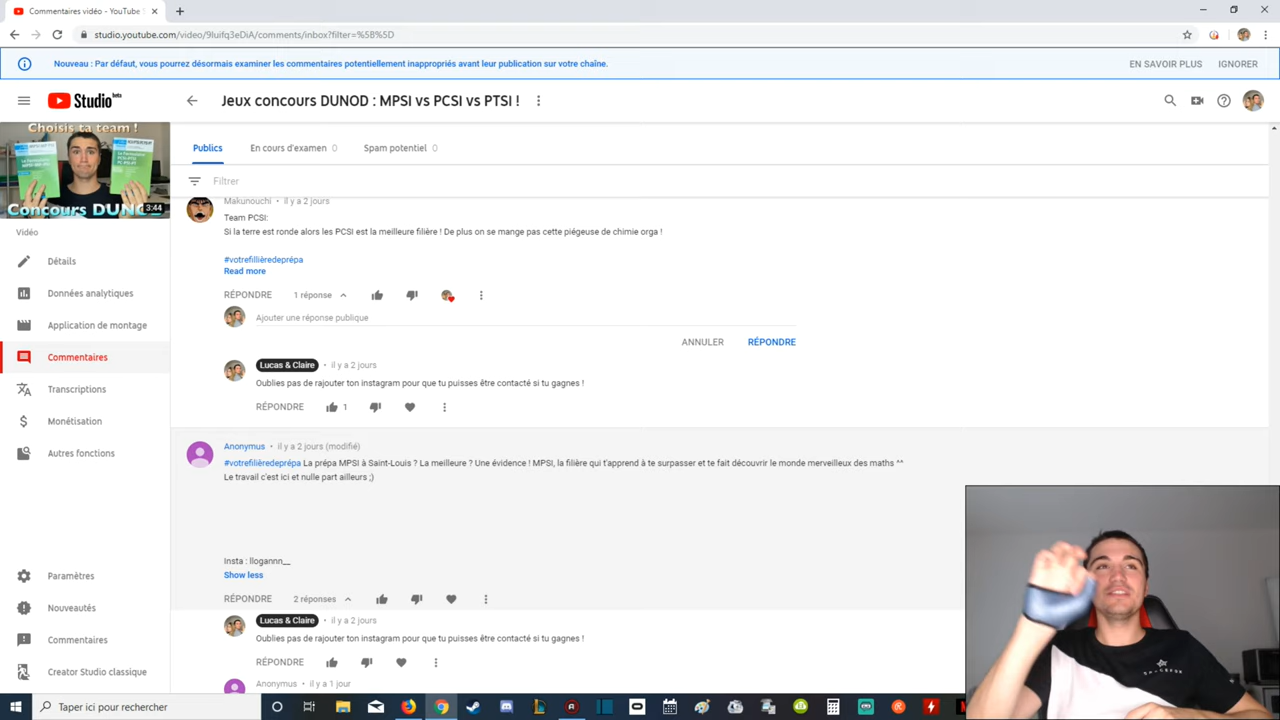 Commentaires vidéo - YouTube S
studio.youtube.com/video/9luifq3eDiA/comments/inbox?filter=%5B%5D
Nouveau : Par défaut, vous pourrez désormais examiner les commentaires potentiellement inappropriés avant leur publication sur votre chaîne.
EN SAVOIR PLUS
IGNORER
Studio beta
Jeux concours DUNOD : MPSI vs PCSI vs PTSI !
Choisis ta team !
Concours DUNOD
3:44
Vidéo
Détails
Données analytiques
Application de montage
Commentaires
Transcriptions
Monétisation
Autres fonctions
Paramètres
Nouveautés
Commentaires
Creator Studio classique
Publics
En cours d'examen 0
Spam potentiel 0
Filtrer
Makunouchi • il y a 2 jours
Team PCSI:
Si la terre est ronde alors les PCSI est la meilleure filière ! De plus on se mange pas cette piégeuse de chimie orga !
#votrefillièredeprépa
Read more
RÉPONDRE 1 réponse
Ajouter une réponse publique
ANNULER RÉPONDRE
Lucas & Claire • il y a 2 jours
Oublies pas de rajouter ton instagram pour que tu puisses être contacté si tu gagnes !
RÉPONDRE 1
Anonymus • il y a 2 jours (modifié)
#votrefilièredeprépa La prépa MPSI à Saint-Louis ? La meilleure ? Une évidence ! MPSI, la filière qui t'apprend à te surpasser et te fait découvrir le monde merveilleux des maths ^^
Le travail c'est ici et nulle part ailleurs ;)
Insta : llogannn__
Show less
RÉPONDRE 2 réponses
Lucas & Claire • il y a 2 jours
Oublies pas de rajouter ton instagram pour que tu puisses être contacté si tu gagnes !
RÉPONDRE
Anonymus • il y a 1 jour
Taper ici pour rechercher